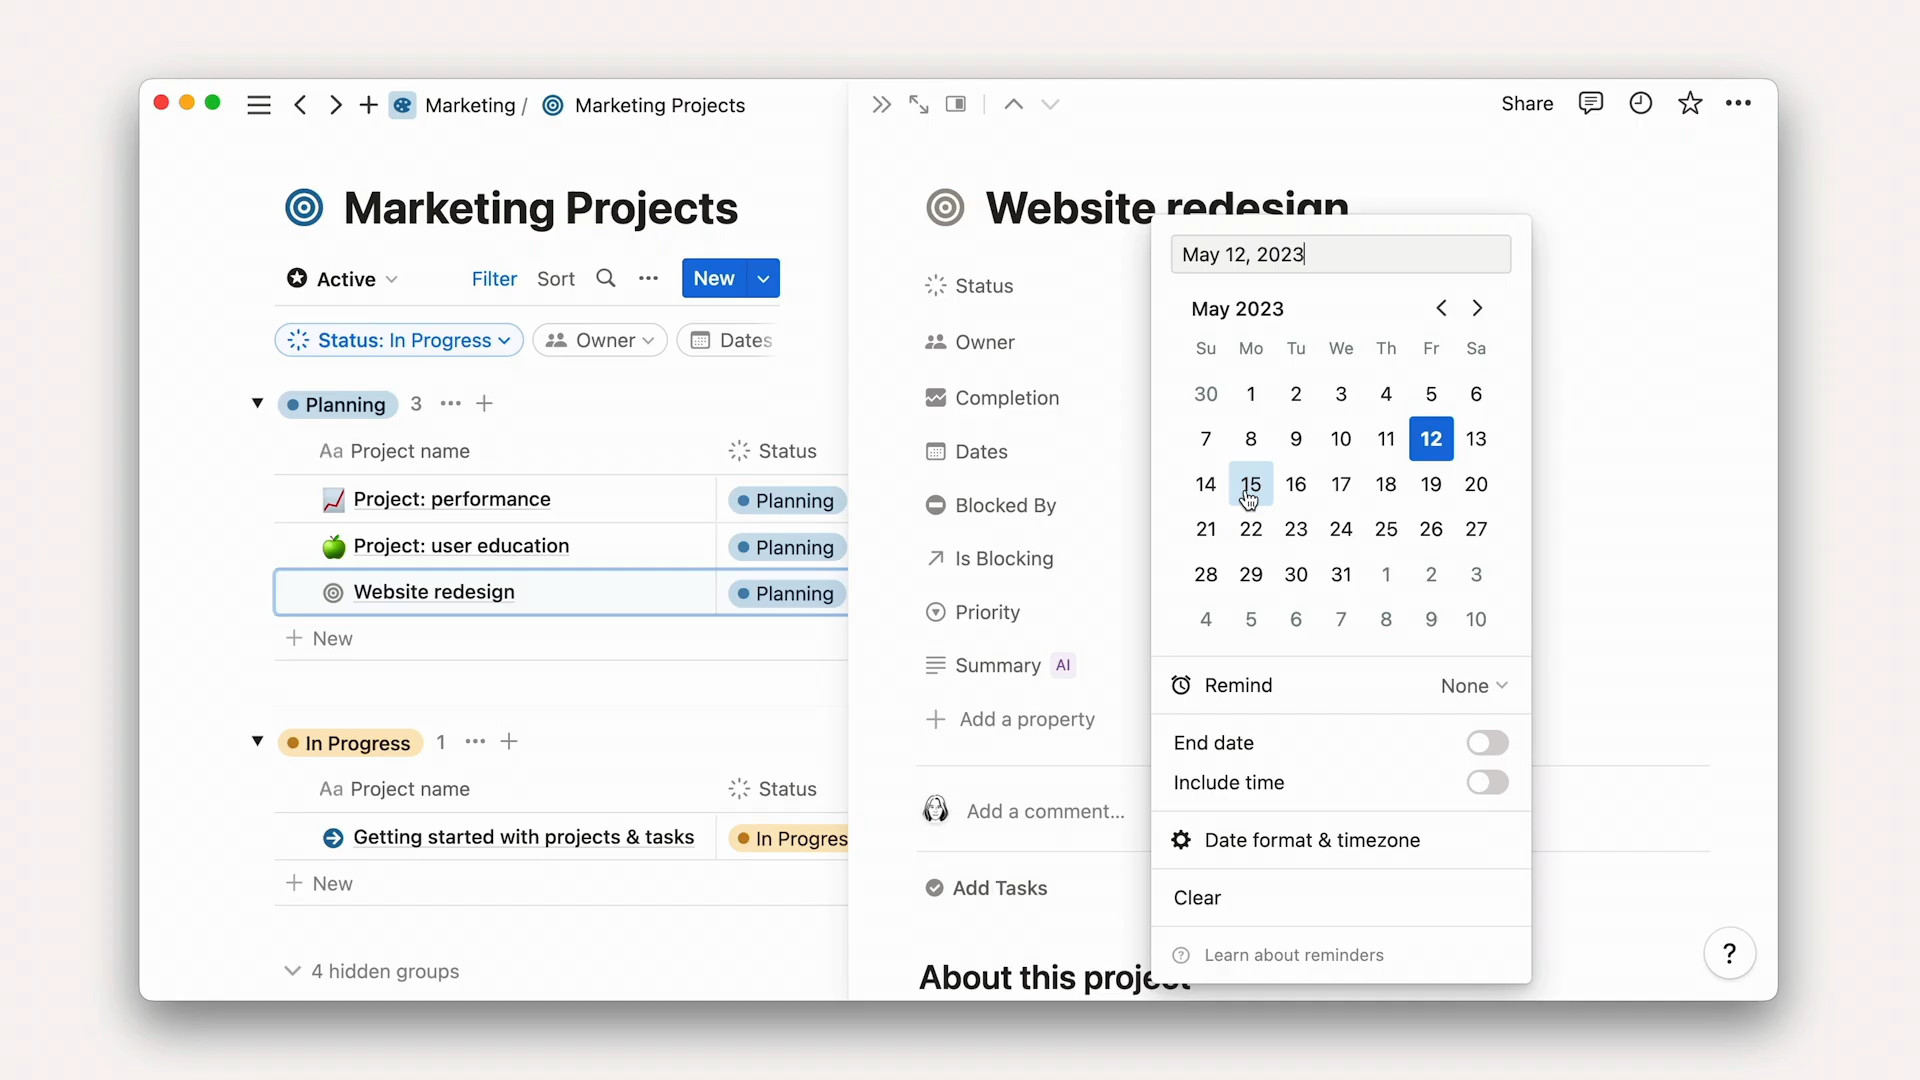 Marketing / Marketing Projects
Share
Marketing Projects
Active Filter Sort New
Status: In Progress Owner Dates
Planning 3
Aa Project name Status
Project: performance Planning
Project: user education Planning
Website redesign Planning
+ New
In Progress 1
Aa Project name Status
Getting started with projects & tasks In Progres
+ New
4 hidden groups
Website redesign
Status
Owner
Completion
Dates
Blocked By
Is Blocking
Priority
Summary AI
+ Add a property
Add a comment...
Add Tasks
About this project
May 12, 2023
May 2023
Su Mo Tu We Th Fr Sa
30 1 2 3 4 5 6
7 8 9 10 11 12 13
14 15 16 17 18 19 20
21 22 23 24 25 26 27
28 29 30 31 1 2 3
4 5 6 7 8 9 10
Remind None
End date
Include time
Date format & timezone
Clear
? Learn about reminders
?